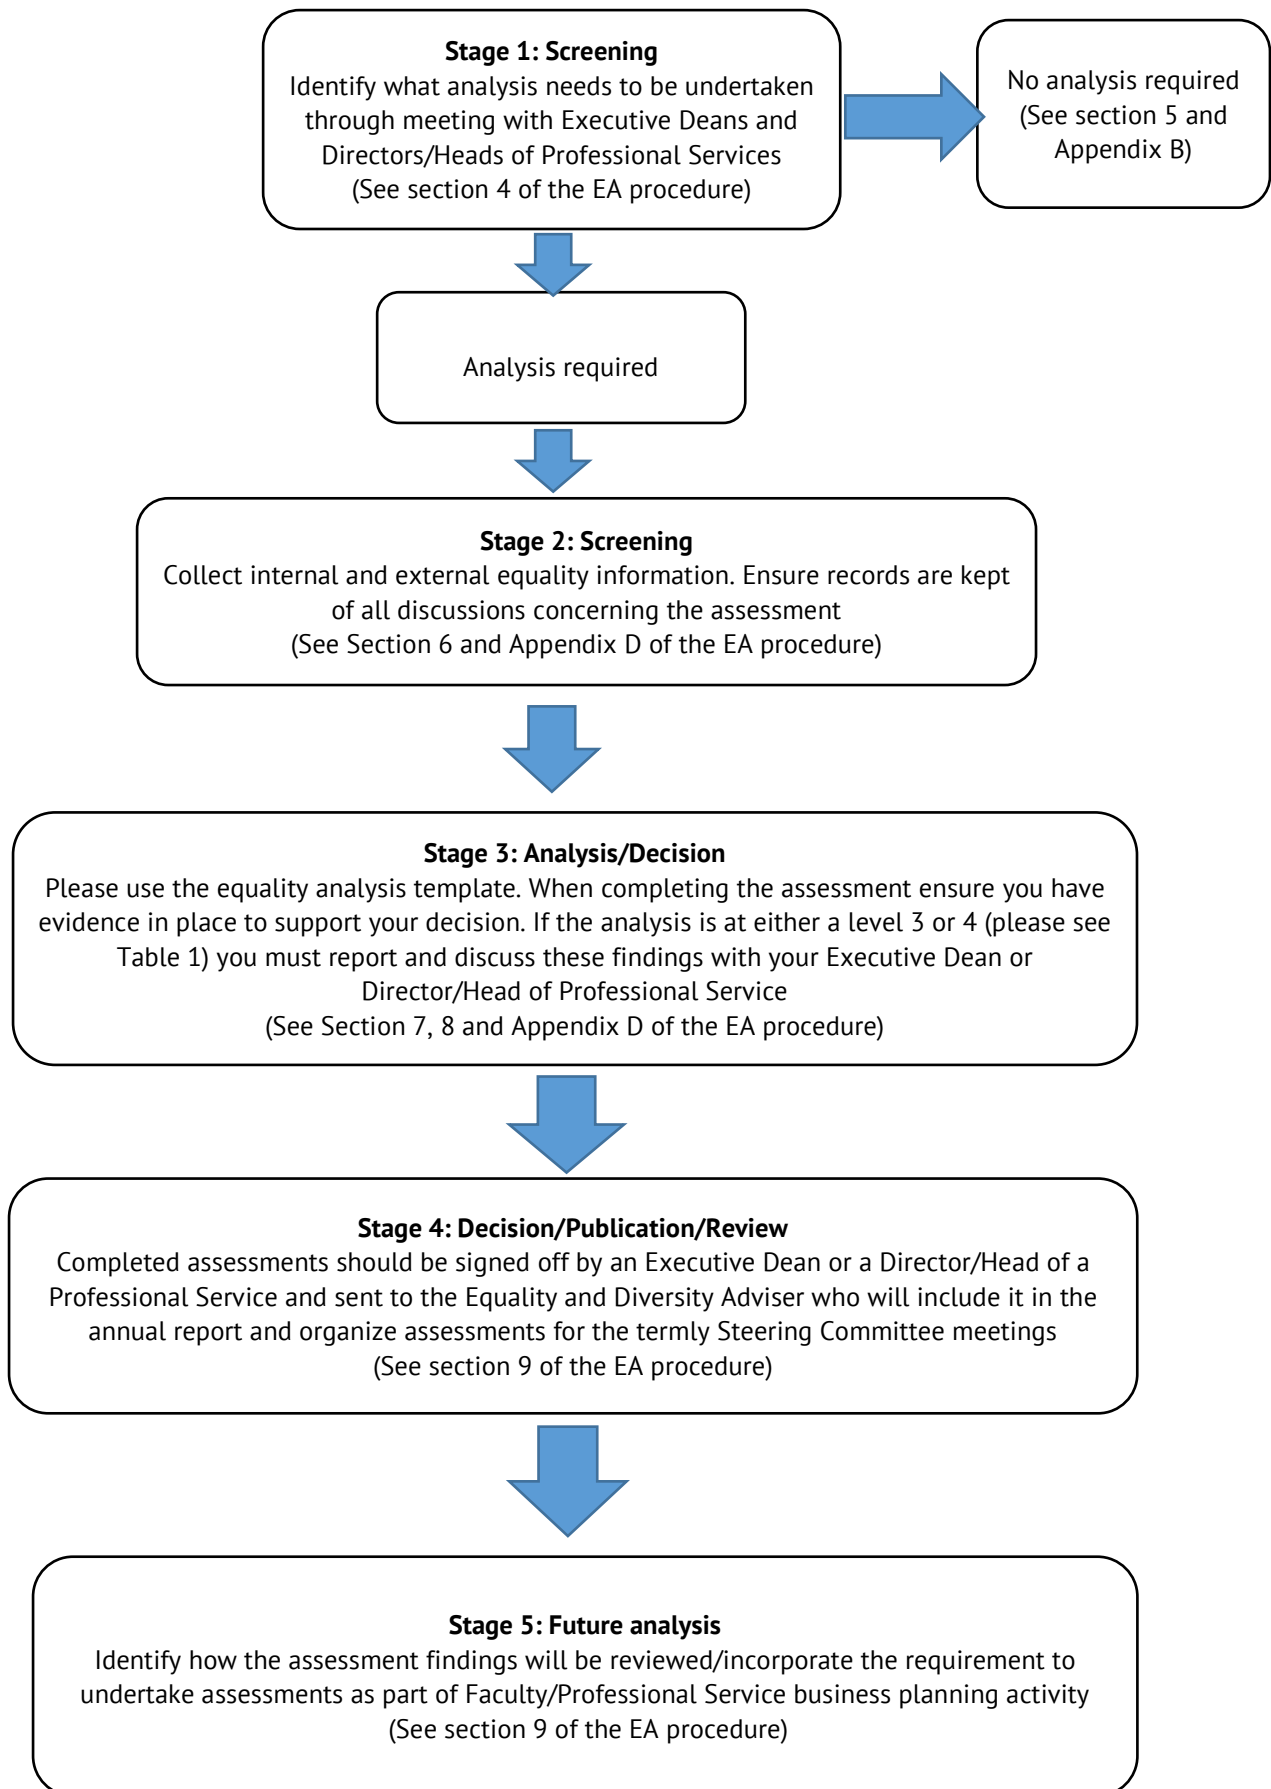 Stage 1: Screening
Identify what analysis needs to be undertaken
through meeting with Executive Deans and
Directors/Heads of Professional Services
(See section 4 of the EA procedure)
No analysis required
(See section 5 and
Appendix B)
Analysis required
Stage 2: Screening
Collect internal and external equality information. Ensure records are kept
of all discussions concerning the assessment
(See Section 6 and Appendix D of the EA procedure)
Stage 3: Analysis/Decision
Please use the equality analysis template. When completing the assessment ensure you have
evidence in place to support your decision. If the analysis is at either a level 3 or 4 (please see
Table 1) you must report and discuss these findings with your Executive Dean or
Director/Head of Professional Service
(See Section 7, 8 and Appendix D of the EA procedure)
Stage 4: Decision/Publication/Review
Completed assessments should be signed off by an Executive Dean or a Director/Head of a
Professional Service and sent to the Equality and Diversity Adviser who will include it in the
annual report and organize assessments for the termly Steering Committee meetings
(See section 9 of the EA procedure)
Stage 5: Future analysis
Identify how the assessment findings will be reviewed/incorporate the requirement to
undertake assessments as part of Faculty/Professional Service business planning activity
(See section 9 of the EA procedure)